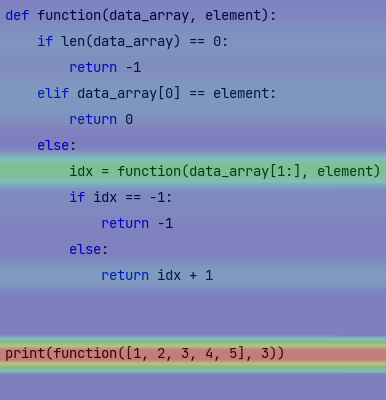 def function(data_array, element):
    if len(data_array) == 0:
        return -1
    elif data_array[0] == element:
        return 0
    else:
        idx = function(data_array[1:], element)
        if idx == -1:
            return -1
        else:
            return idx + 1
print(function([1, 2, 3, 4, 5], 3))